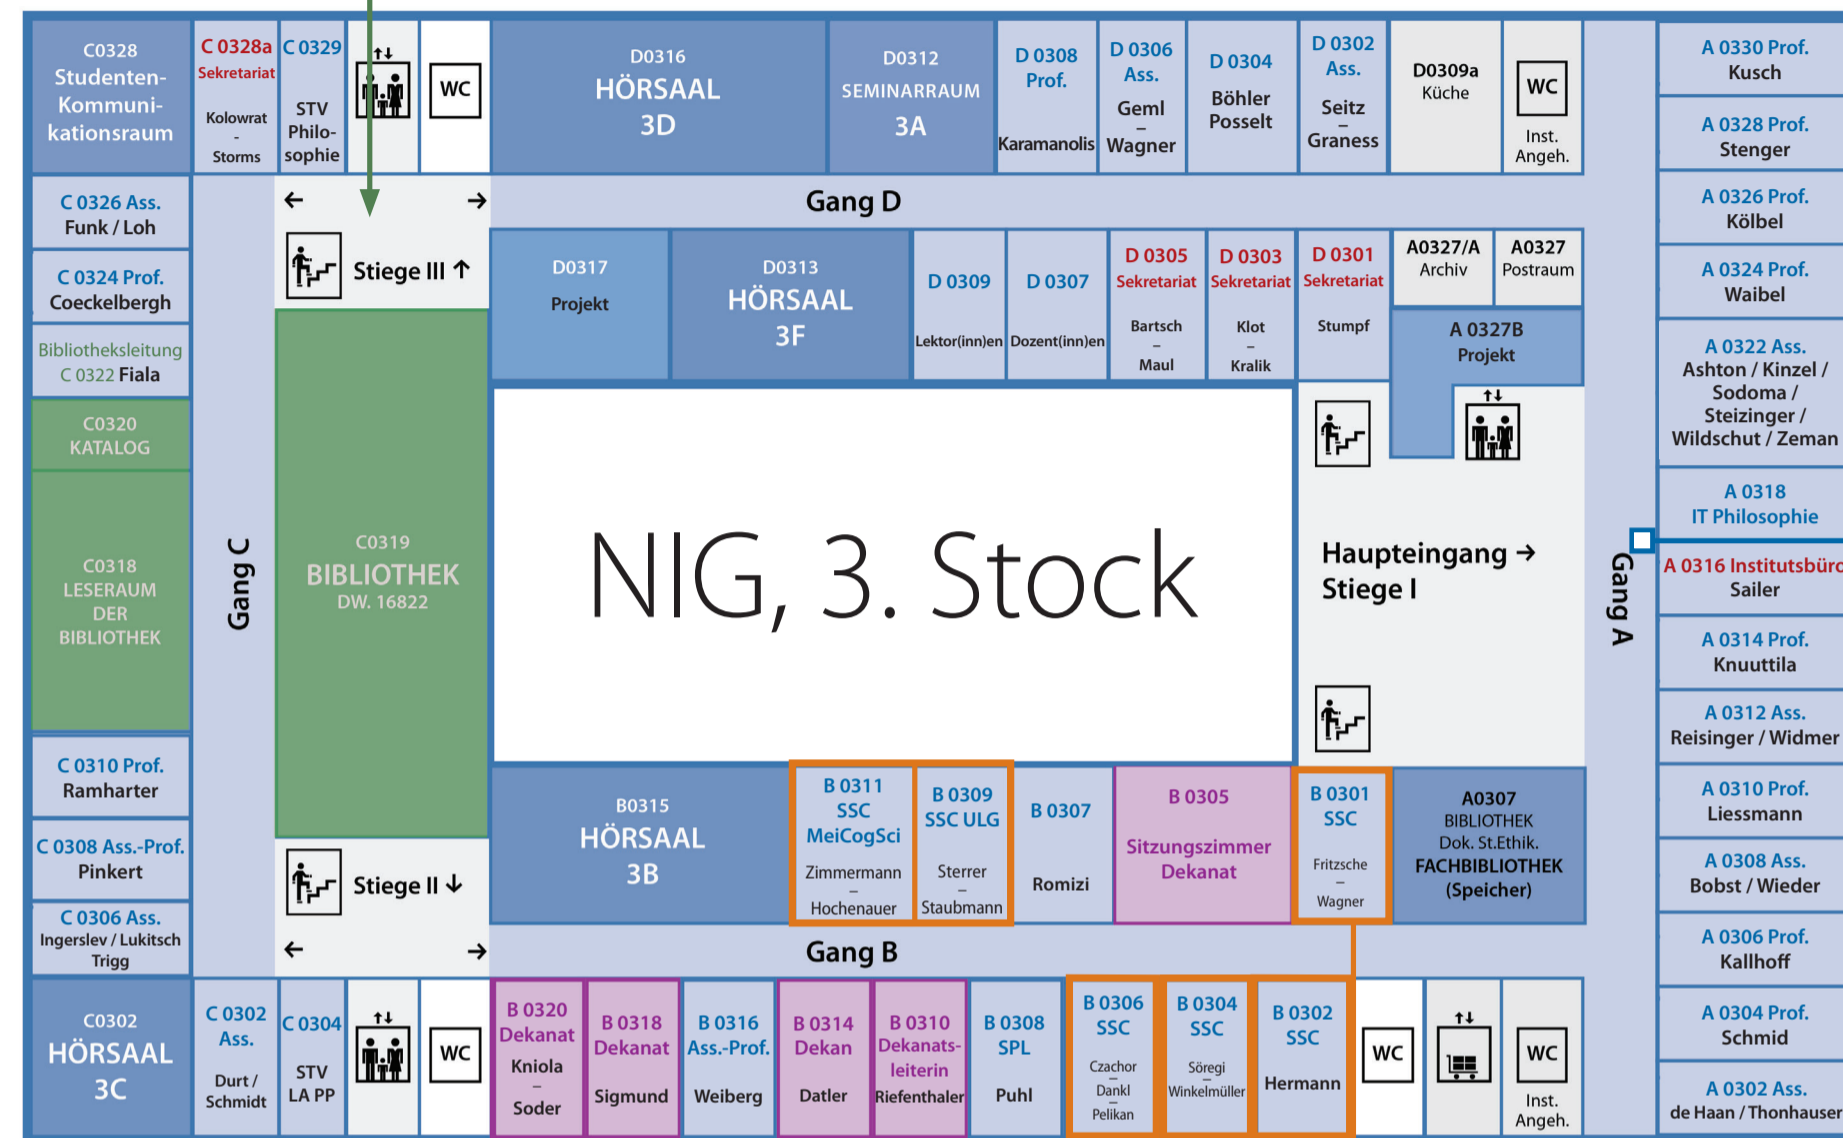 C0328
Studenten-
Kommuni-
kationsraum
C 0328a
Sekretariat
Kolowrat
-
Storms
C 0329
STV
Philo-
sophie
WC
D0316
HÖRSAAL
3D
D0312
SEMINARRAUM
3A
D 0308
Prof.
Karamanolis
D 0306
Ass.
Geml
–
Wagner
D 0304
Böhler
Posselt
D 0302
Ass.
Seitz
–
Graness
D0309a
Küche
WC
Inst.
Angeh.
A 0330 Prof.
Kusch
A 0328 Prof.
Stenger
A 0326 Prof.
Kölbel
A 0324 Prof.
Waibel
A 0322 Ass.
Ashton / Kinzel /
Sodoma /
Steizinger /
Wildschut / Zeman
A 0318
IT Philosophie
A 0316 Institutsbüro
Sailer
A 0314 Prof.
Knuuttila
A 0312 Ass.
Reisinger / Widmer
A 0310 Prof.
Liessmann
A 0308 Ass.
Bobst / Wieder
A 0306 Prof.
Kallhoff
A 0304 Prof.
Schmid
A 0302 Ass.
de Haan / Thonhauser
Gang D
C 0326 Ass.
Funk / Loh
C 0324 Prof.
Coeckelbergh
Bibliotheksleitung
C 0322 Fiala
C0320
KATALOG
C0318
LESERAUM
DER
BIBLIOTHEK
C 0310 Prof.
Ramharter
C 0308 Ass.-Prof.
Pinkert
C 0306 Ass.
Ingerslev / Lukitsch
Trigg
Gang C
← →
Stiege III ↑
C0319
BIBLIOTHEK
DW. 16822
Stiege II ↓
← →
D0317
Projekt
D0313
HÖRSAAL
3F
D 0309
Lektor(inn)en
D 0307
Dozent(inn)en
D 0305
Sekretariat
Bartsch
–
Maul
D 0303
Sekretariat
Klot
–
Kralik
D 0301
Sekretariat
Stumpf
A0327/A
Archiv
A0327
Postraum
A 0327B
Projekt
NIG, 3. Stock
Haupteingang →
Stiege I
Gang A
B0315
HÖRSAAL
3B
B 0311
SSC
MeiCogSci
Zimmermann
–
Hochenauer
B 0309
SSC ULG
Sterrer
–
Staubmann
B 0307
Romizi
B 0305
Sitzungszimmer
Dekanat
B 0301
SSC
Fritzsche
–
Wagner
A0307
BIBLIOTHEK
Dok. St.Ethik.
FACHBIBLIOTHEK
(Speicher)
Gang B
C0302
HÖRSAAL
3C
C 0302
Ass.
Durt /
Schmidt
C 0304
STV
LA PP
WC
B 0320
Dekanat
Kniola
–
Soder
B 0318
Dekanat
Sigmund
B 0316
Ass.-Prof.
Weiberg
B 0314
Dekan
Datler
B 0310
Dekanats-
leiterin
Riefenthaler
B 0308
SPL
Puhl
B 0306
SSC
Czachor
–
Dankl
–
Pelikan
B 0304
SSC
Söregi
–
Winkelmüller
B 0302
SSC
Hermann
WC
WC
Inst.
Angeh.